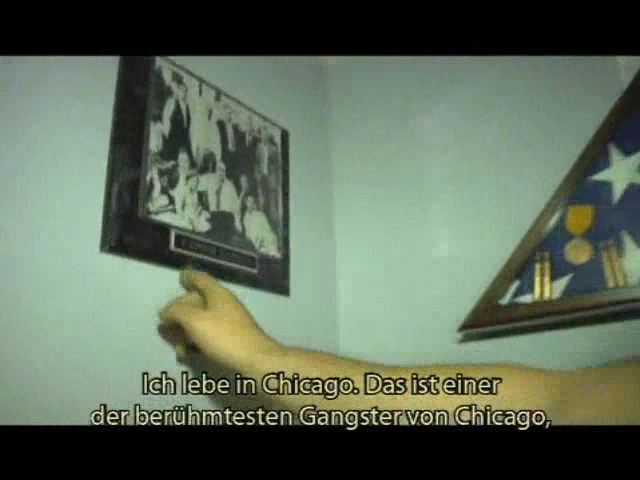 Ich lebe in Chicago. Das ist einer
der berühmtesten Gangster von Chicago,